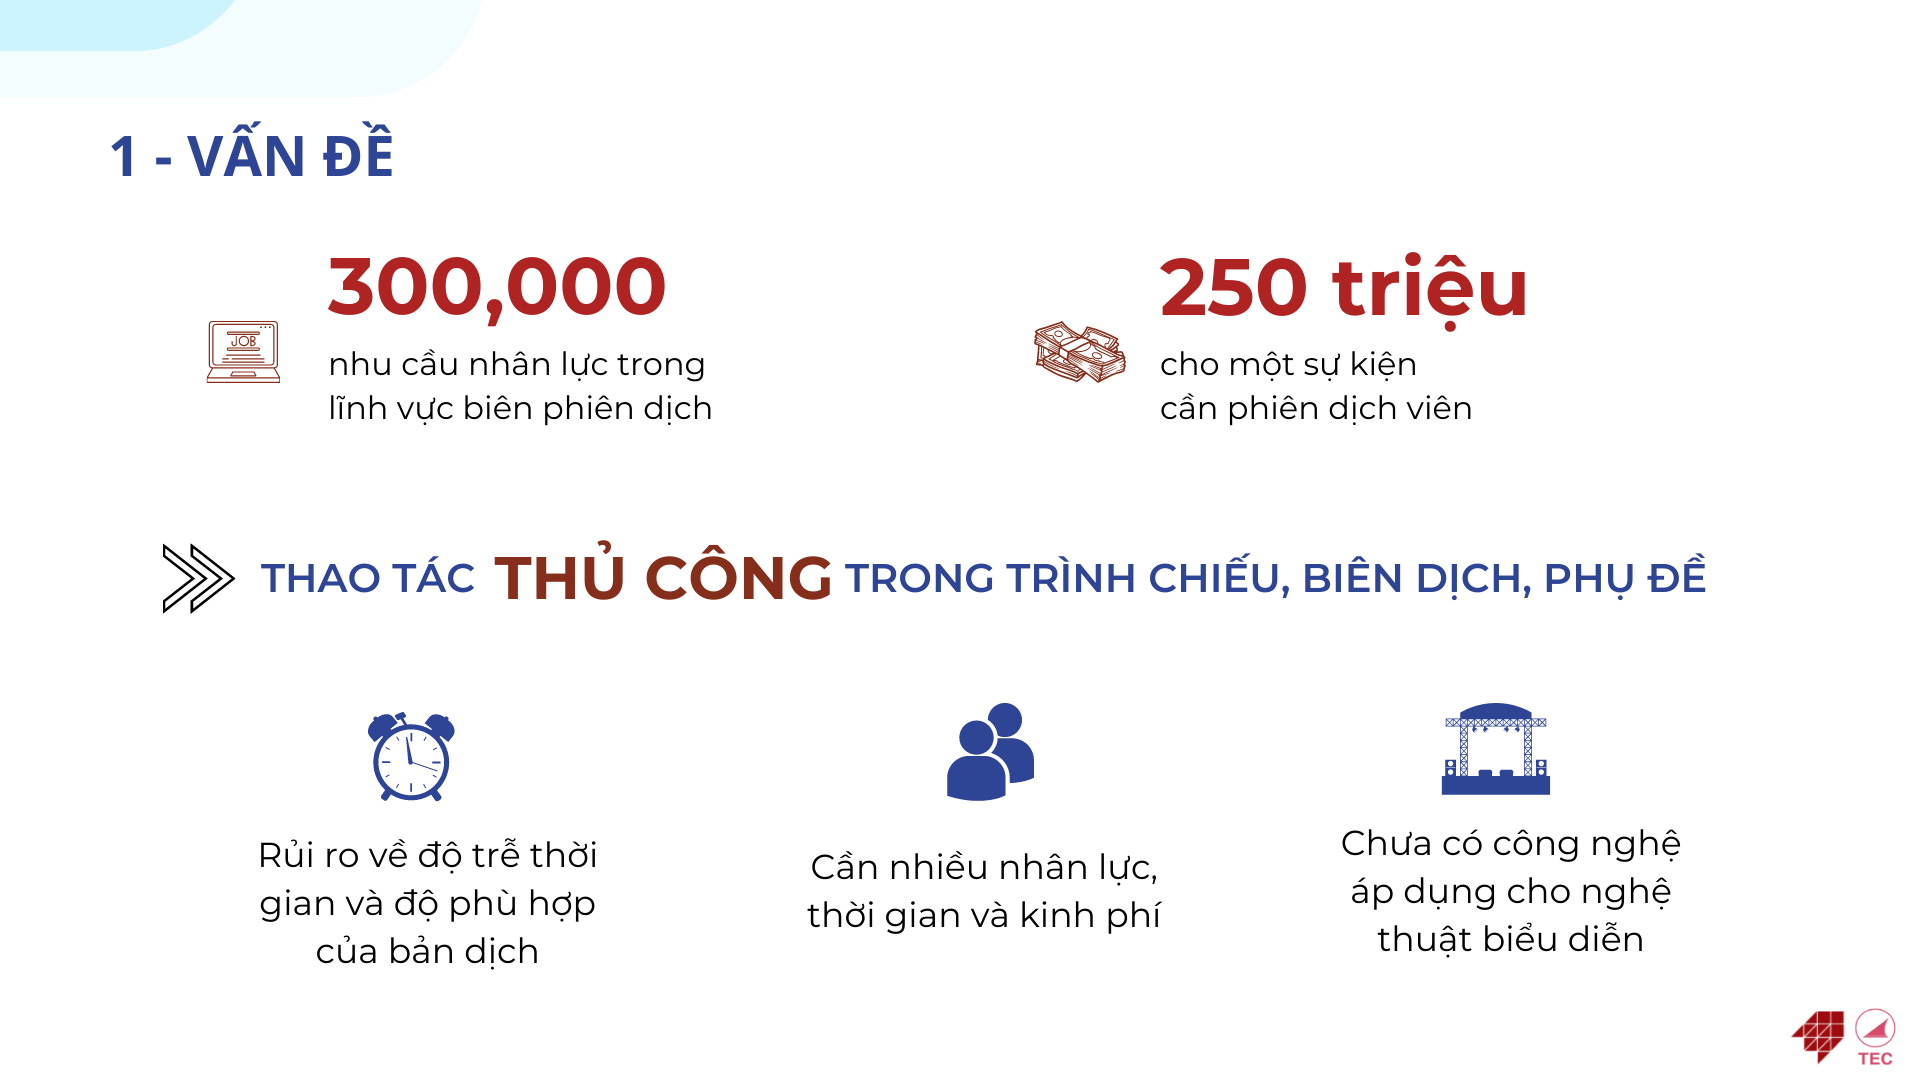 1 - VẤN ĐỀ
300,000
nhu cầu nhân lực trong
lĩnh vực biên phiên dịch
JOB
250 triệu
cho một sự kiện
cần phiên dịch viên
THAO TÁC THỦ CÔNG TRONG TRÌNH CHIẾU, BIÊN DỊCH, PHỤ ĐỀ
Rủi ro về độ trễ thời
gian và độ phù hợp
của bản dịch
Cần nhiều nhân lực,
thời gian và kinh phí
Chưa có công nghệ
áp dụng cho nghệ
thuật biểu diễn
TEC